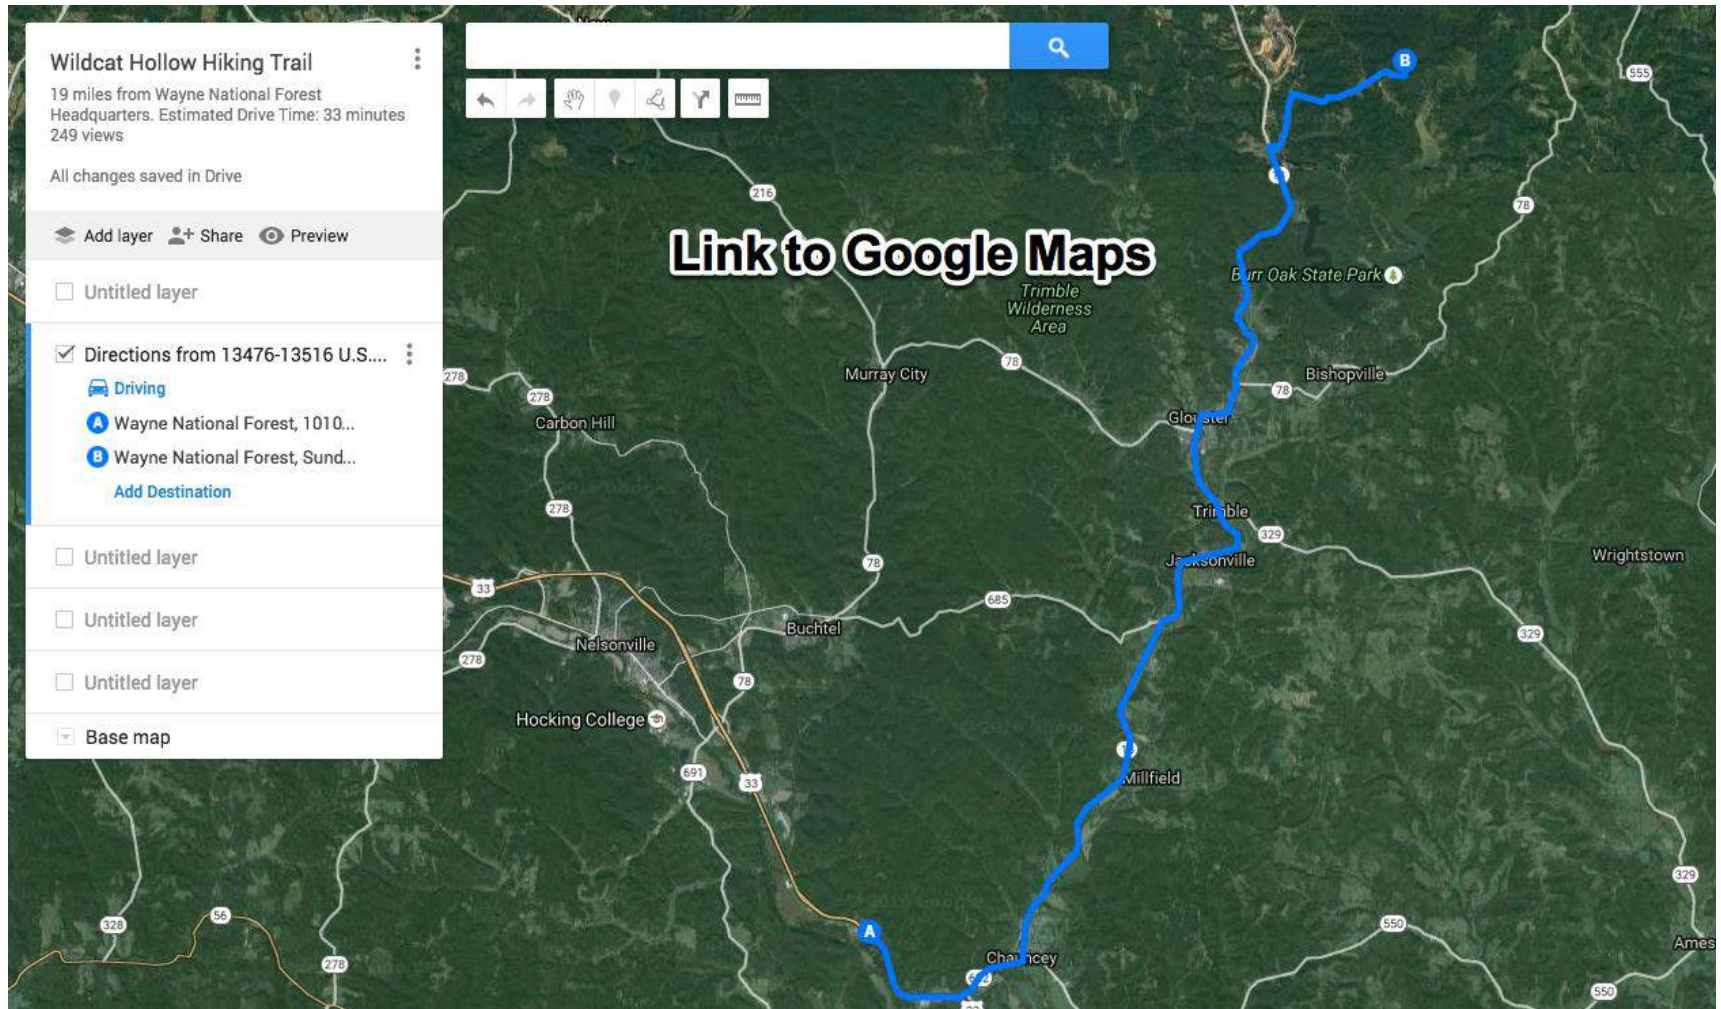 Wildcat Hollow Hiking Trail
19 miles from Wayne National Forest
Headquarters. Estimated Drive Time: 33 minutes
249 views
All changes saved in Drive
Add layer Share Preview
Untitled layer
Directions from 13476-13516 U.S....
Driving
A Wayne National Forest, 1010...
B Wayne National Forest, Sund...
Add Destination
Untitled layer
Untitled layer
Untitled layer
Base map
B
555
216
78
Link to Google Maps
Burr Oak State Park
Trimble
Wilderness
Area
78
Murray City
278
Bishopville
78
278
Carbon Hill
Glouster
278
Trimble
329
Wrightstown
Jacksonville
78
33
685
Buchtel
329
Nelsonville
278
78
Hocking College
691
33
Millfield
329
56
328
A
550
Ames
Chauncey
278
550
33